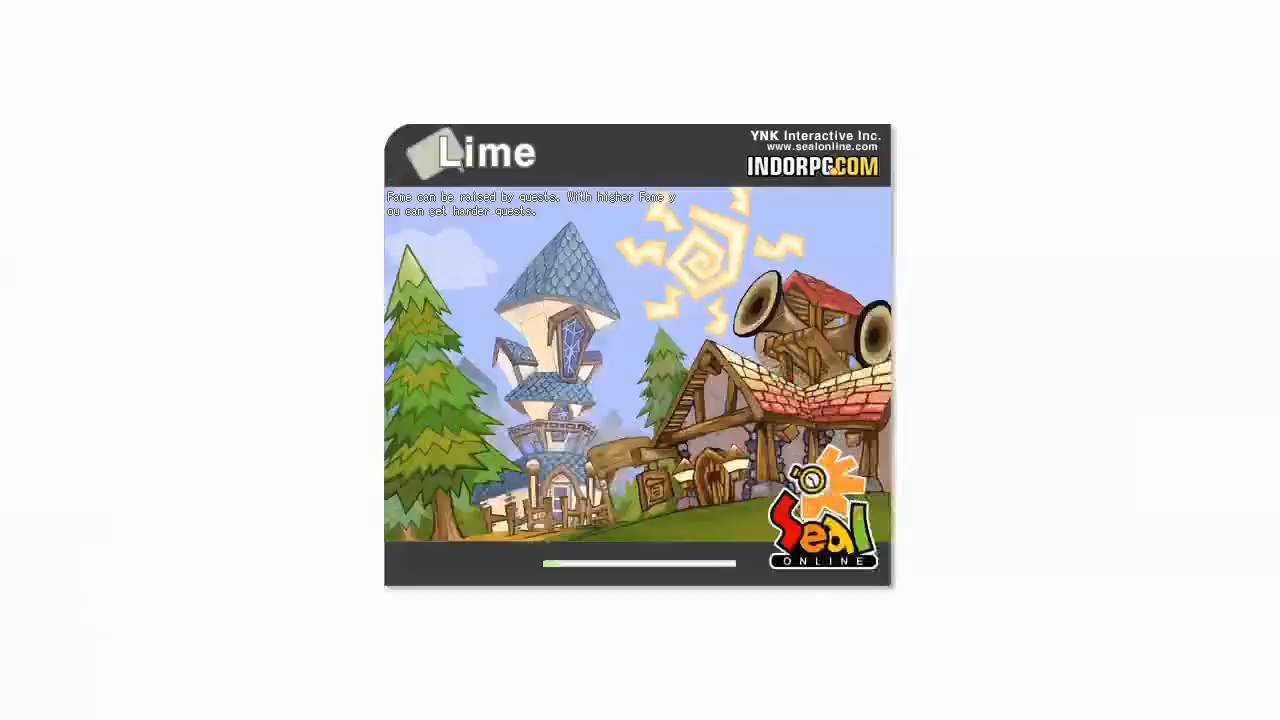 Lime
YNK Interactive Inc.
www.sealonline.com
INDORPG.COM
Fame can be raised by quests. With higher Fame y
ou can get harder quests.
Seal
ONLINE